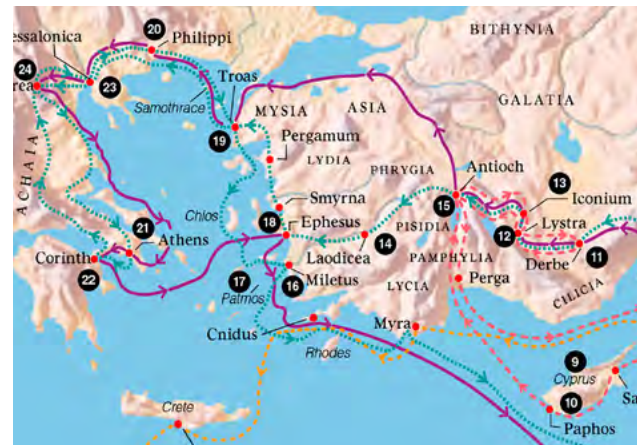 20
Philippi
BITHYNIA
essalonica
24
rea
23
Samothrace
Troas
19
MYSIA
ASIA
GALATIA
Pergamum
LYDIA
PHRYGIA
Antioch
13
Iconium
ACHAIA
Chios
Smyrna
15
12
Lystra
21
18
Ephesus
PISIDIA
Athens
14
11
Corinth
Laodicea
PAMPHYLIA
Derbe
22
17
16
Miletus
Perga
CILICIA
Patmos
LYCIA
Cnidus
Myra
Rhodes
9
Cyprus
Sa
Crete
10
Paphos